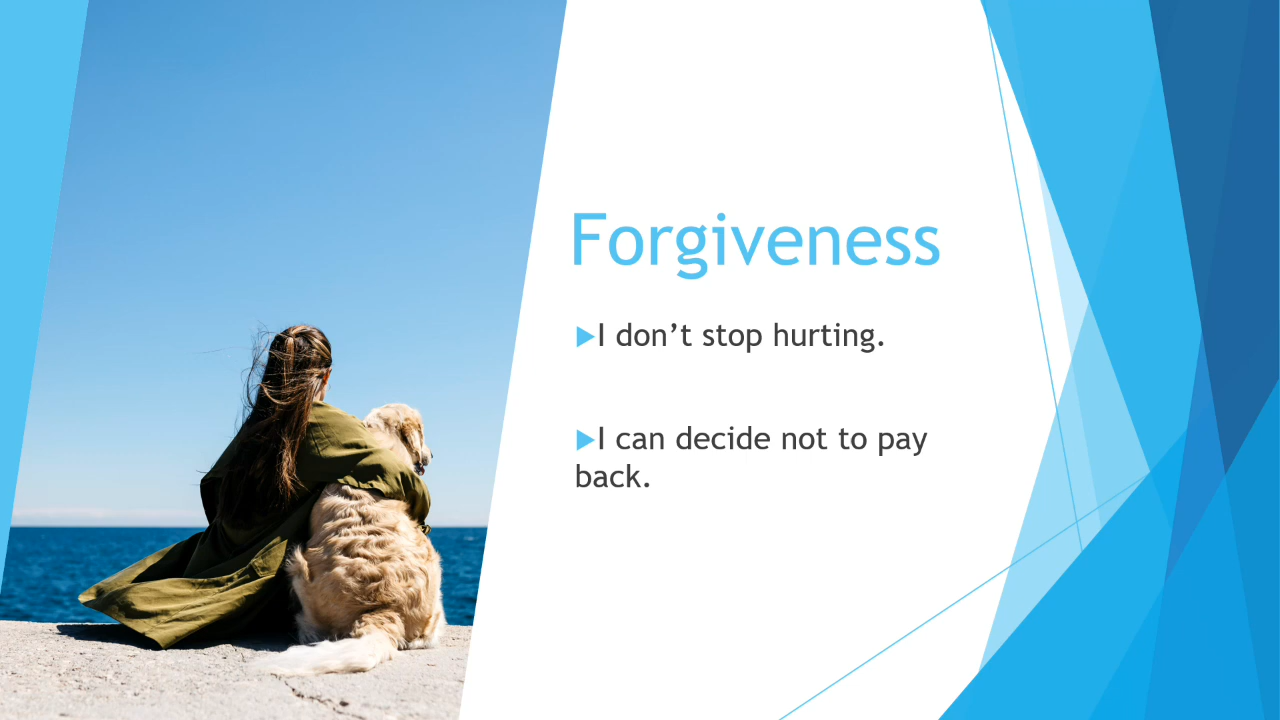 Forgiveness
I don’t stop hurting.
I can decide not to pay
back.